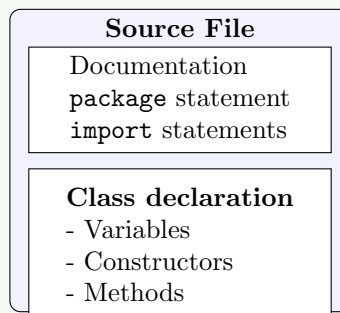 Source File
Documentation
package statement
import statements
Class declaration
- Variables
- Constructors
- Methods